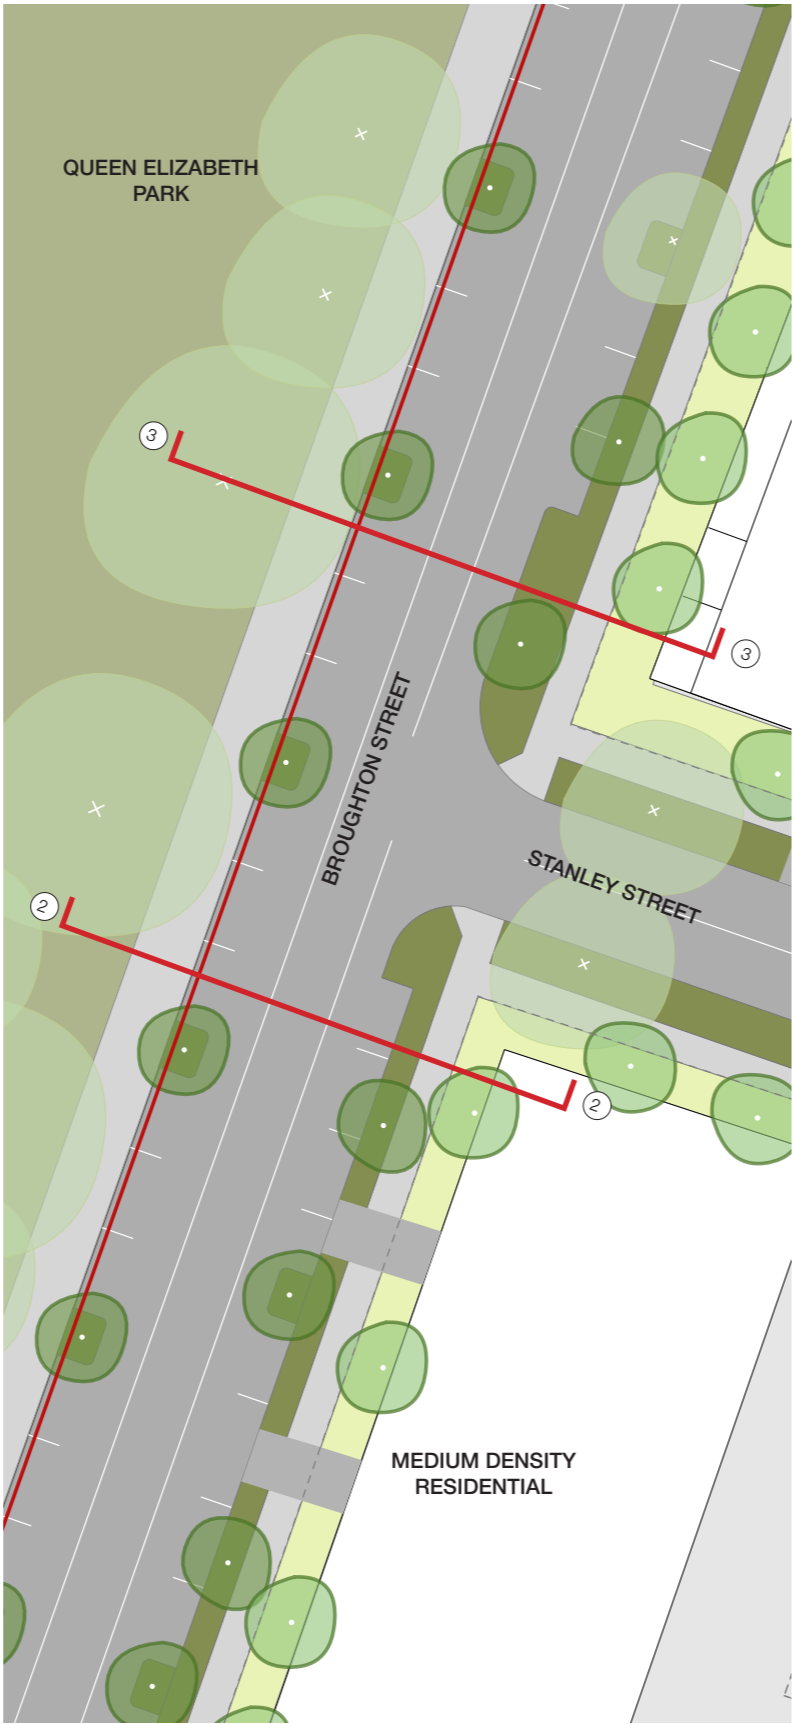 QUEEN ELIZABETH
PARK
3
3
BROUGHTON STREET
STANLEY STREET
2
2
MEDIUM DENSITY
RESIDENTIAL